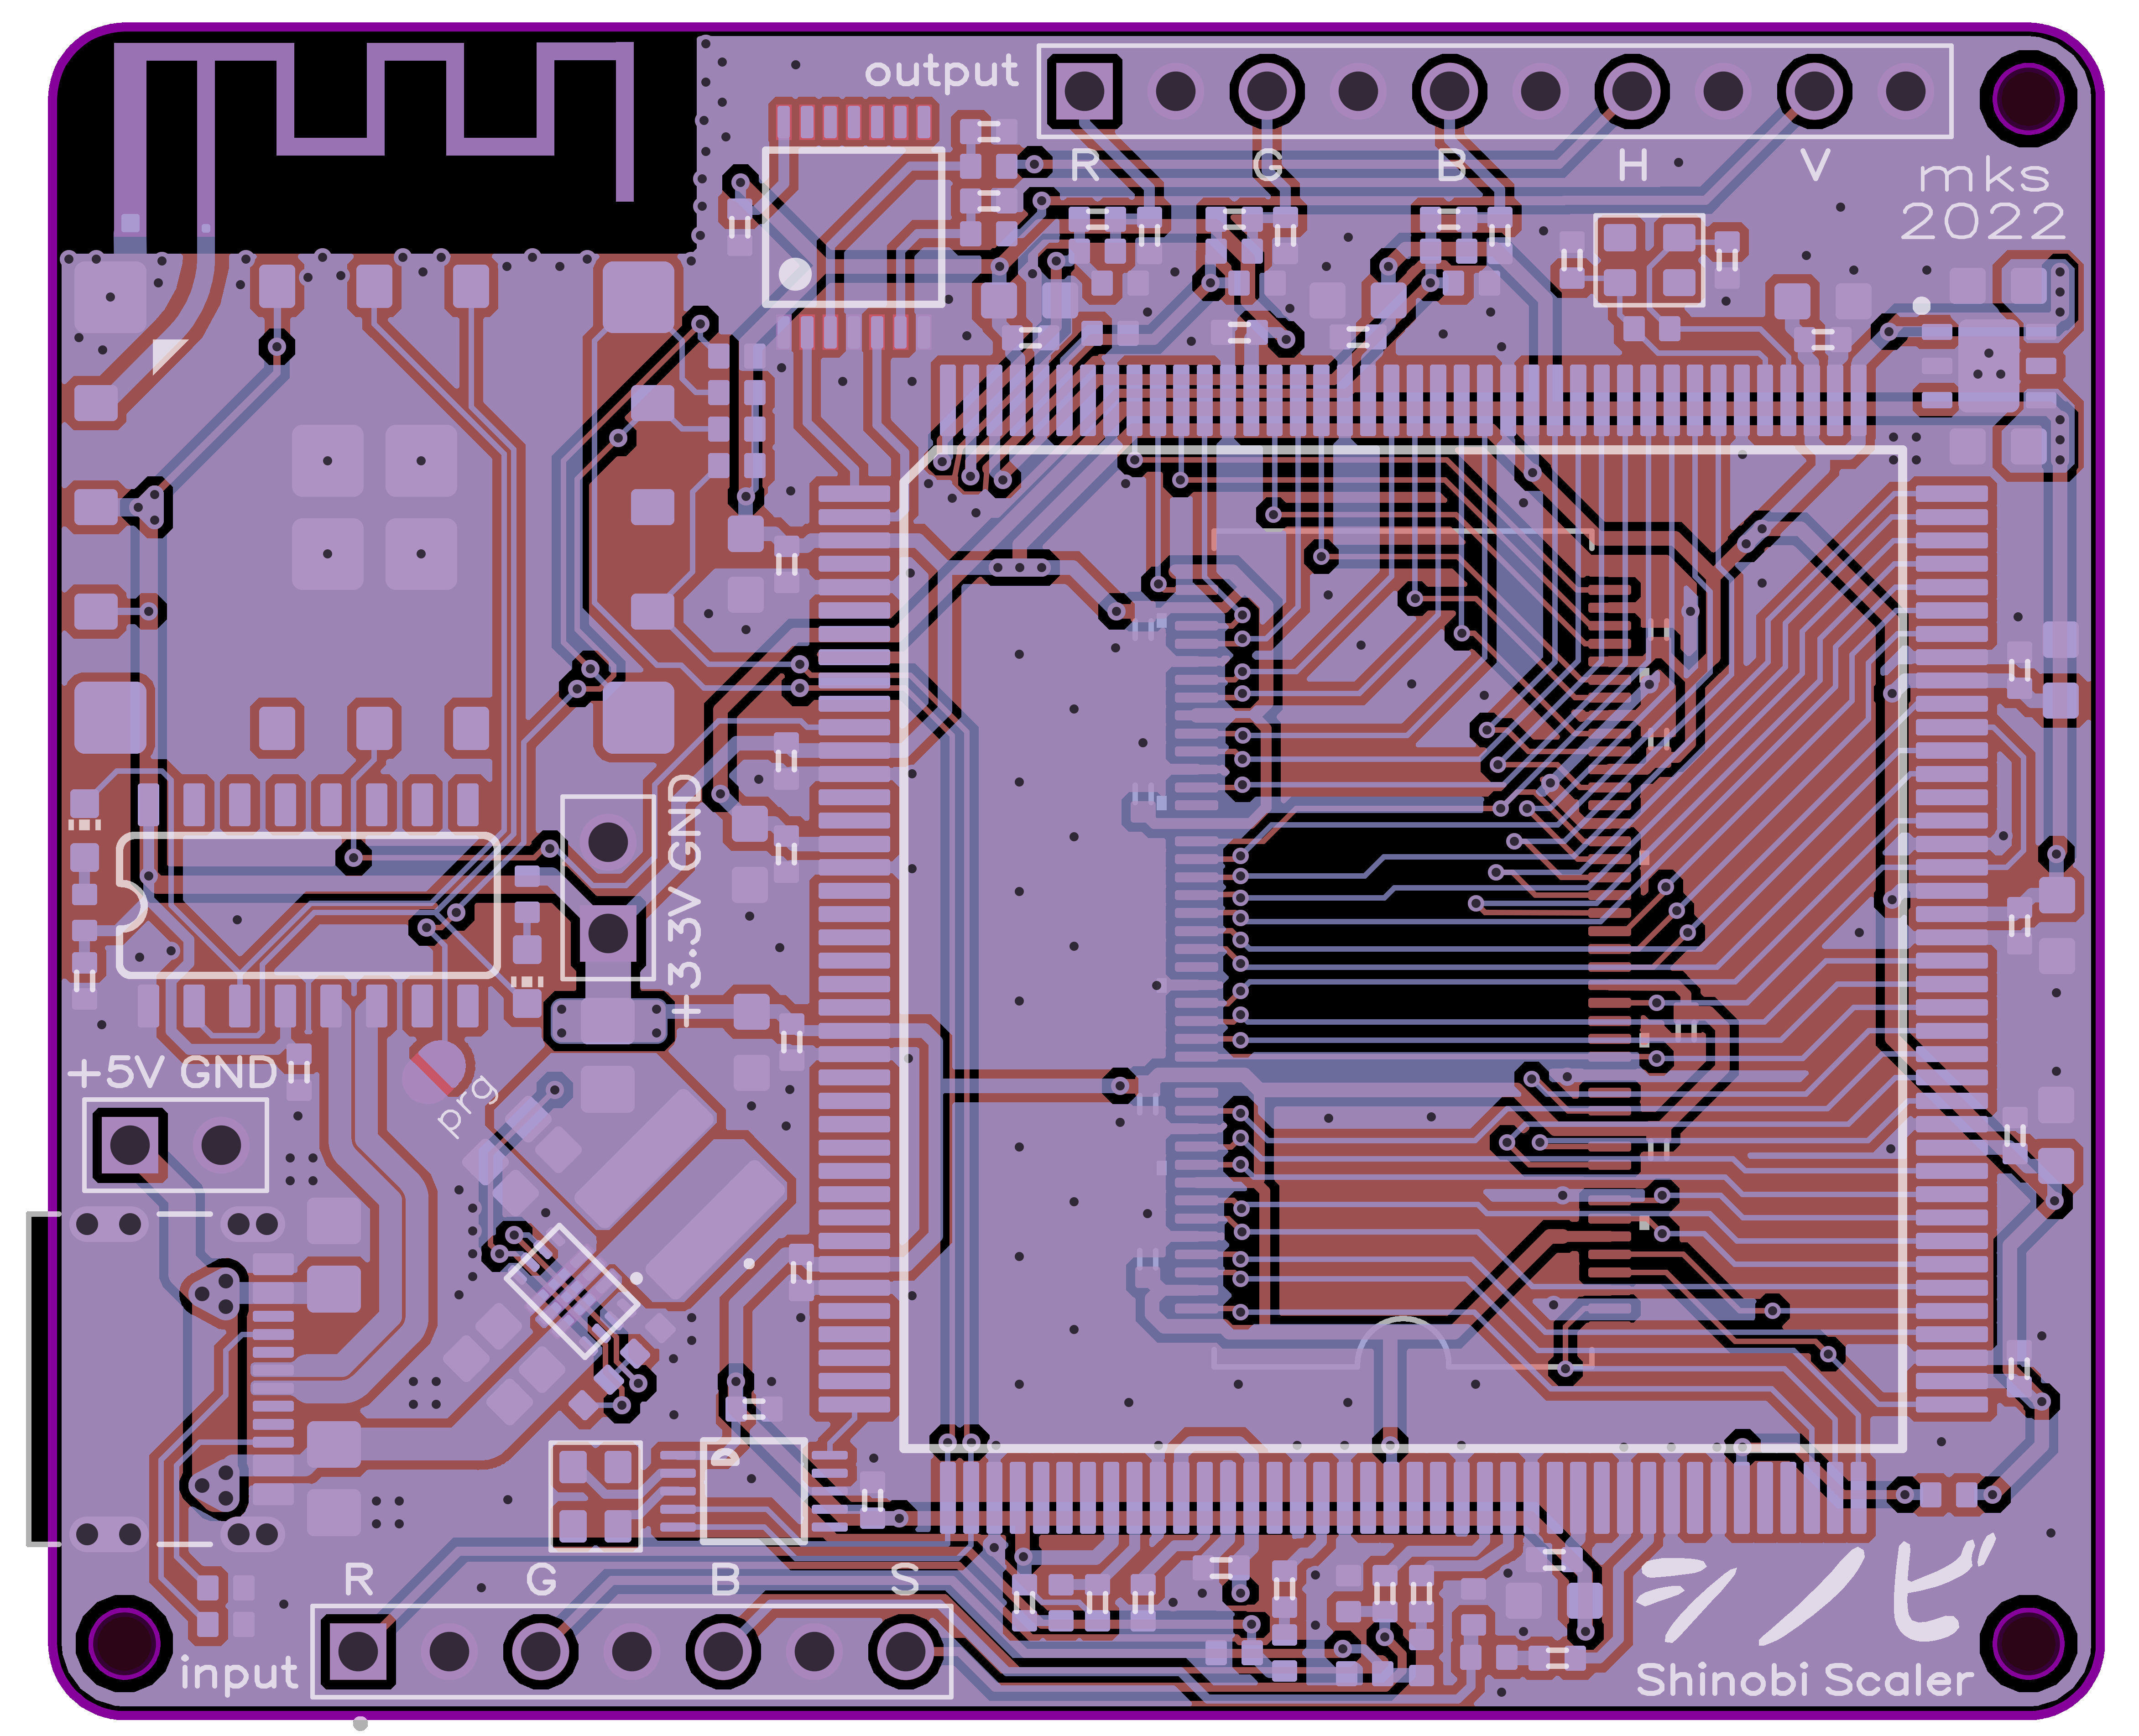 output
R G B H V
mks
2022
+3.3V GND
+5V GND
prg
R G B S
input
シノビ
Shinobi Scaler